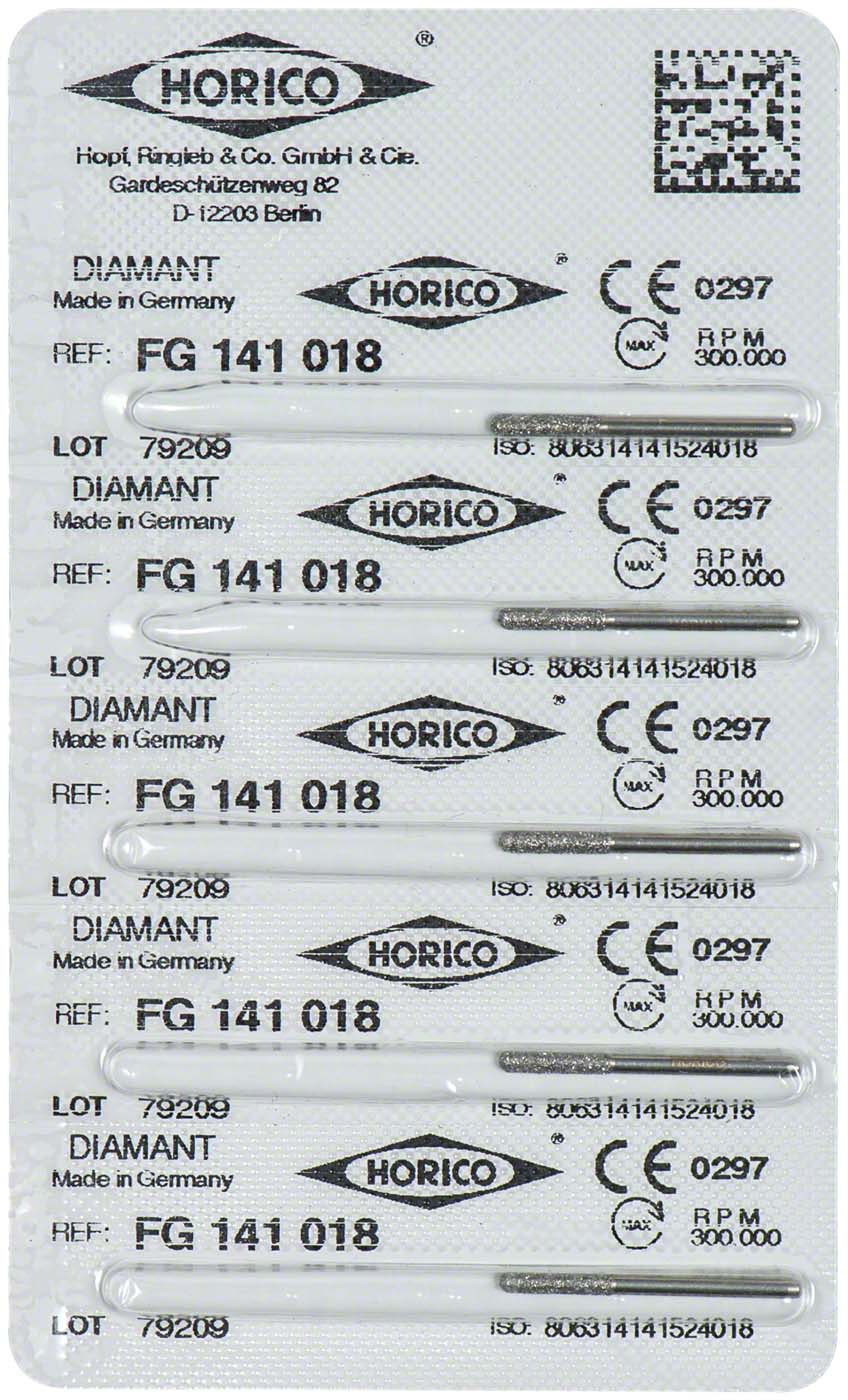 HORICO ®
Hopf, Ringleb & Co. GmbH & Cie.
Gardeschützenweg 82
D-12203 Berlin
DIAMANT HORICO ® CE 0297
Made in Germany
REF: FG 141 018 MAX RPM 300.000
LOT 79209 ISO: 806314141524018
DIAMANT HORICO ® CE 0297
Made in Germany
REF: FG 141 018 MAX RPM 300.000
LOT 79209 ISO: 806314141524018
DIAMANT HORICO ® CE 0297
Made in Germany
REF: FG 141 018 MAX RPM 300.000
LOT 79209 ISO: 806314141524018
DIAMANT HORICO ® CE 0297
Made in Germany
REF: FG 141 018 MAX RPM 300.000
HORICO
LOT 79209 ISO: 806314141524018
DIAMANT HORICO ® CE 0297
Made in Germany
REF: FG 141 018 MAX RPM 300.000
LOT 79209 ISO: 806314141524018